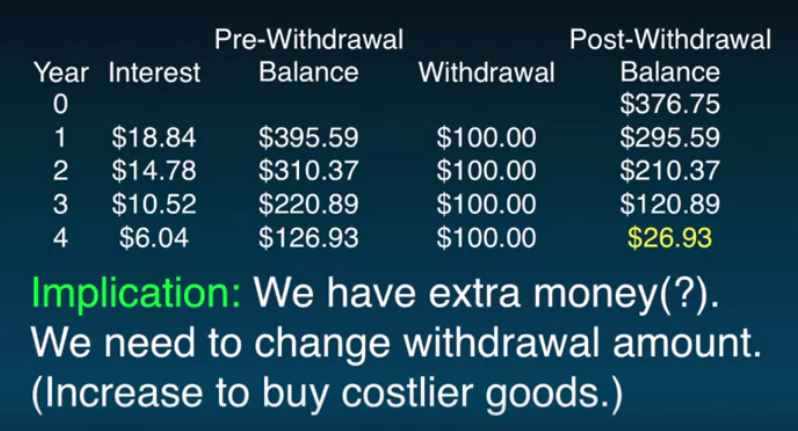 Pre-Withdrawal Post-Withdrawal
Year Interest Balance Withdrawal Balance
0 $376.75
1 $18.84 $395.59 $100.00 $295.59
2 $14.78 $310.37 $100.00 $210.37
3 $10.52 $220.89 $100.00 $120.89
4 $6.04 $126.93 $100.00 $26.93
Implication: We have extra money(?).
We need to change withdrawal amount.
(Increase to buy costlier goods.)